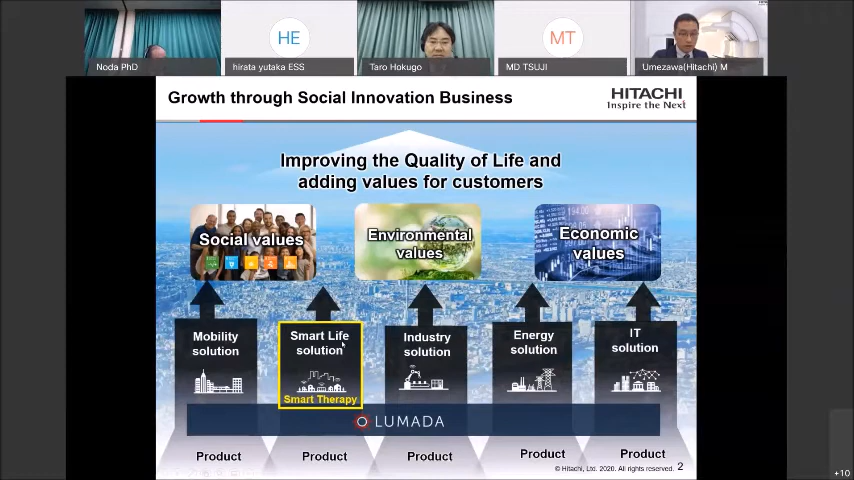 HE
MT
Noda PhD
hirata yutaka ESS
Taro Hokugo
MD TSUJI
Umezawa(Hitachi) M
Growth through Social Innovation Business
HITACHI
Inspire the Next
Improving the Quality of Life and
adding values for customers
Social values
Environmental
values
Economic
values
Mobility
solution
Smart Life
solution
Smart Therapy
Industry
solution
Energy
solution
IT
solution
LUMADA
Product
Product
Product
Product
Product
© Hitachi, Ltd. 2020. All rights reserved.
2
+10